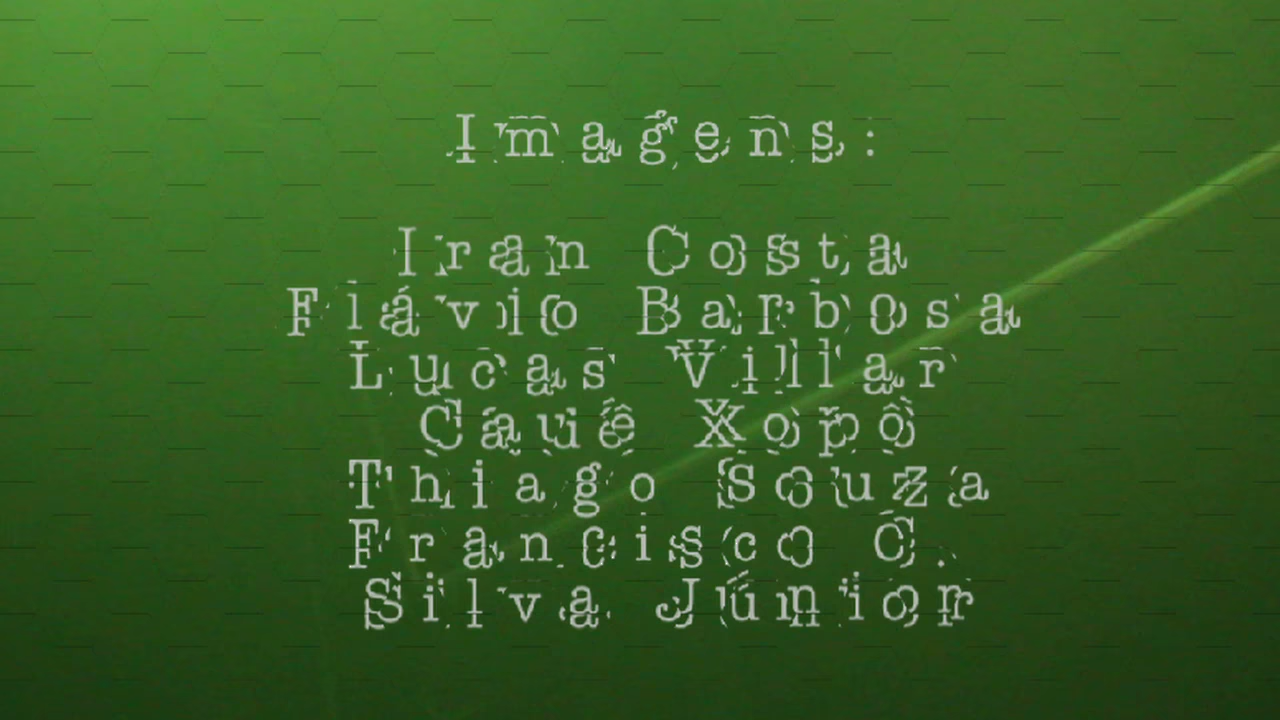 Imagens:
Iran Costa
Flávio Barbosa
Lucas Villar
Cauê Xopô
Thiago Souza
Francisco C.
Silva Júnior